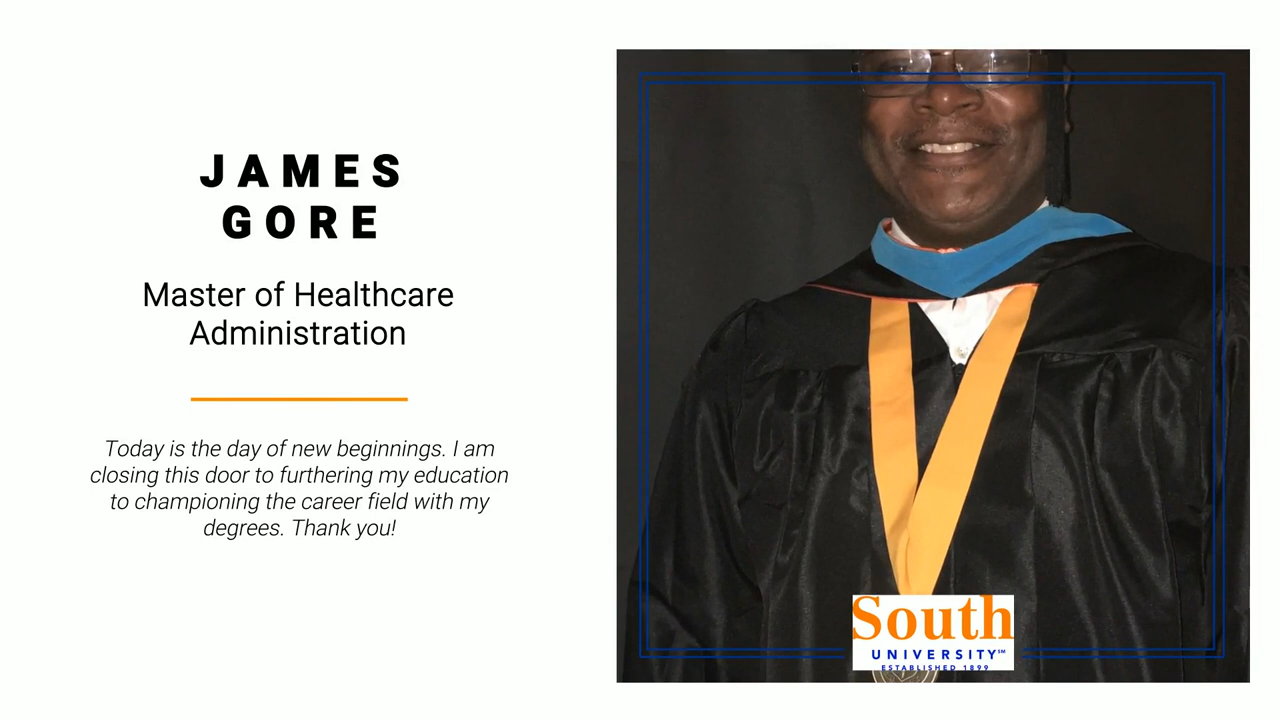 JAMES
GORE
Master of Healthcare
Administration
Today is the day of new beginnings. I am
closing this door to furthering my education
to championing the career field with my
degrees. Thank you!
South
UNIVERSITY℠
ESTABLISHED 1899